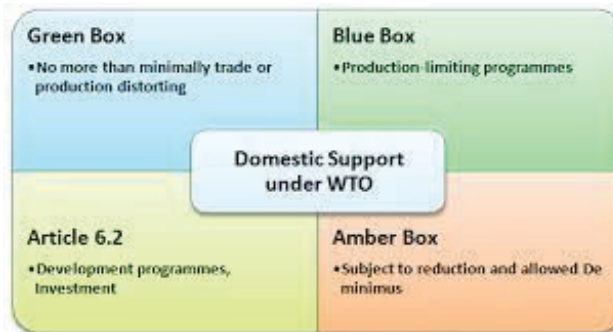 Green Box
•No more than minimally trade or
production distorting
Blue Box
•Production-limiting programmes
Domestic Support
under WTO
Article 6.2
•Development programmes,
Investment
Amber Box
•Subject to reduction and allowed De
minimus